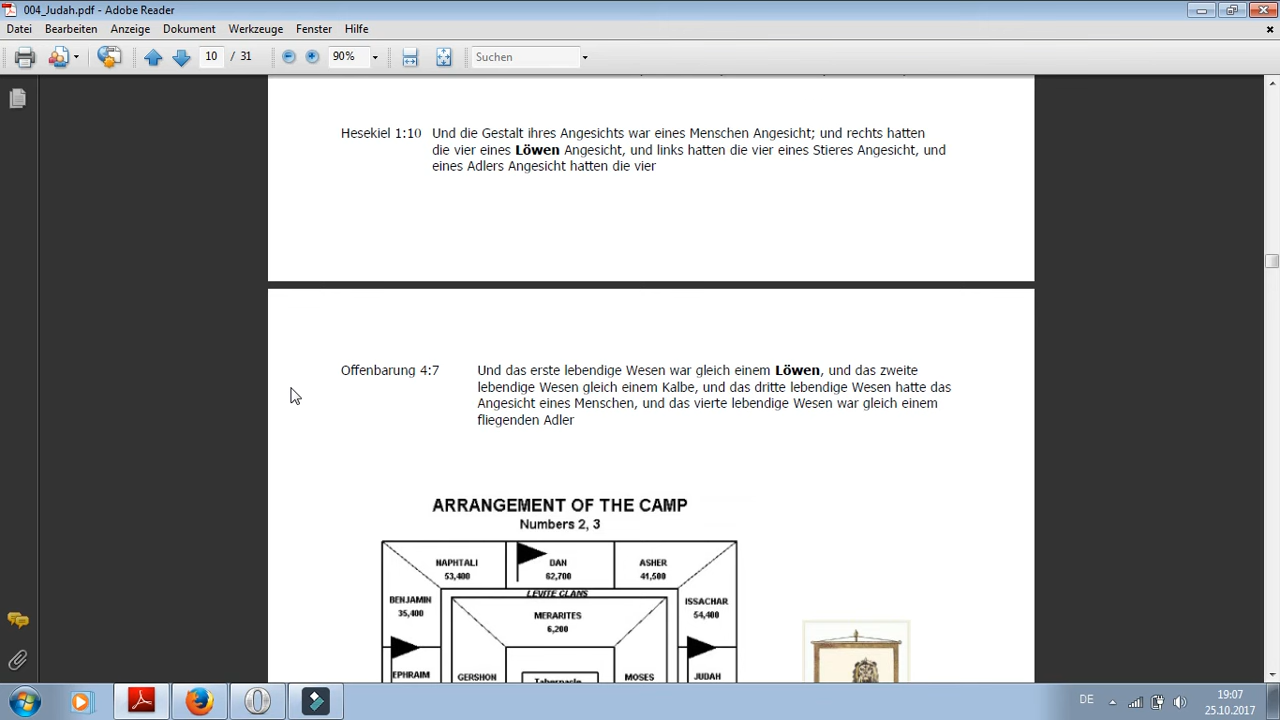 004_Judah.pdf - Adobe Reader
Datei Bearbeiten Anzeige Dokument Werkzeuge Fenster Hilfe
10 / 31 90% Suchen
Hesekiel 1:10 Und die Gestalt ihres Angesichts war eines Menschen Angesicht; und rechts hatten
die vier eines Löwen Angesicht, und links hatten die vier eines Stieres Angesicht, und
eines Adlers Angesicht hatten die vier
Offenbarung 4:7 Und das erste lebendige Wesen war gleich einem Löwen, und das zweite
lebendige Wesen gleich einem Kalbe, und das dritte lebendige Wesen hatte das
Angesicht eines Menschen, und das vierte lebendige Wesen war gleich einem
fliegenden Adler
ARRANGEMENT OF THE CAMP
Numbers 2, 3
NAPHTALI DAN ASHER
53,400 62,700 41,500
LEVITE CLANS
BENJAMIN ISSACHAR
35,400 54,400
MERARITES
6,200
EPHRAIM GERSHON Tabernacle MOSES JUDAH
DE 19:07
25.10.2017